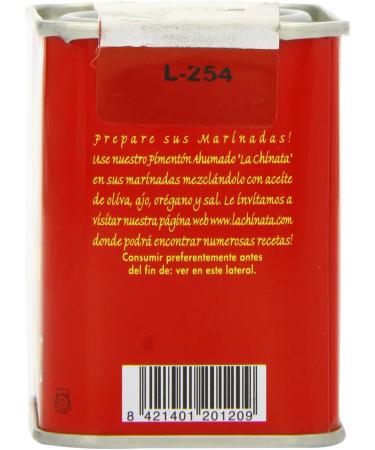 L-254
Prepare sus Marinadas!
Use nuestro Pimentón Ahumado 'La Chinata'
en sus marinadas mezclándolo con aceite
de oliva, ajo, orégano y sal. Le invitamos a
visitar nuestra página web www.lachinata.com
donde podrá encontrar numerosas recetas!
Consumir preferentemente antes
del fin de: ver en este lateral.
8 421401 201209